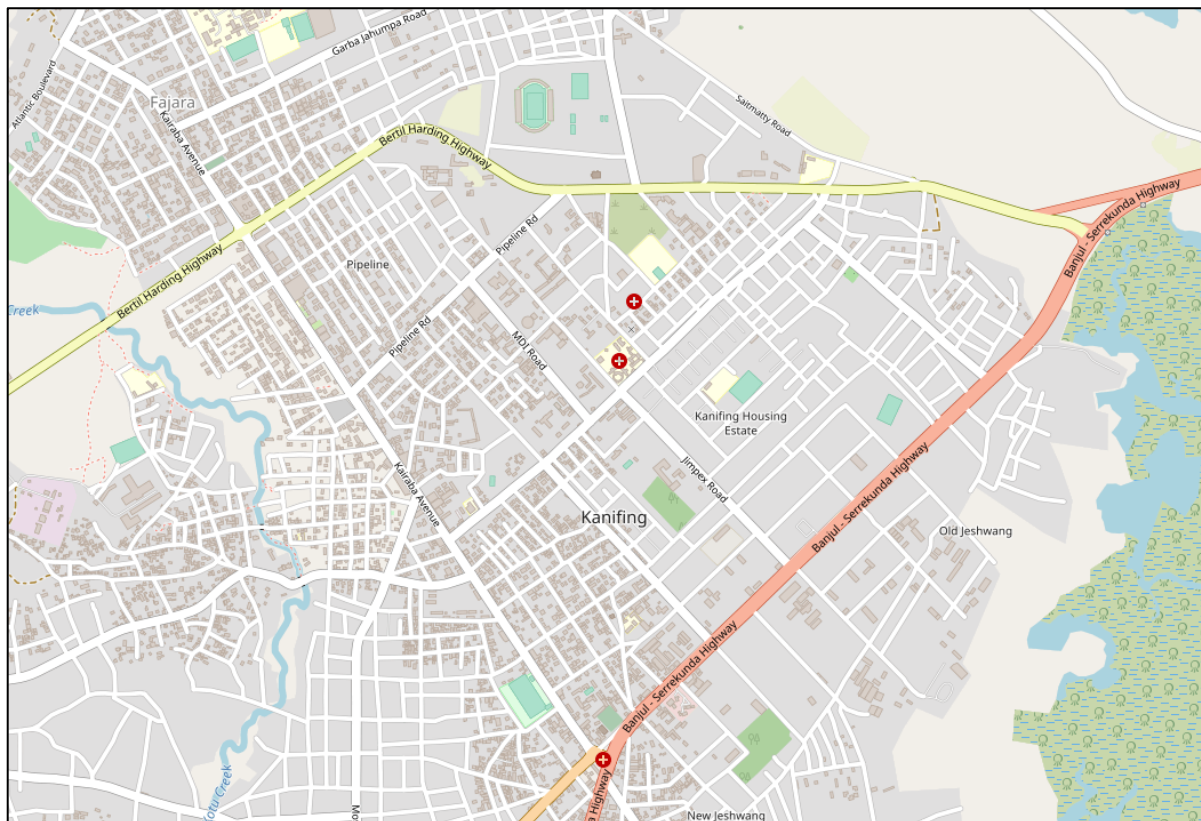 Garba Jahumpa Road
Atlantic Boulevard
Fajara
Kairaba Avenue
Saitmatty Road
Bertil Harding Highway
Banjul - Serrekunda Highway
Pipeline Rd
Pipeline
Bertil Harding Highway
Creek
Pipeline Rd
MDI Road
Kanifing Housing
Estate
Kairaba Avenue
Jimpex Road
Banjul - Serrekunda Highway
Kanifing
Old Jeshwang
Banjul - Serrekunda Highway
Kotu Creek
Highway
New Jeshwang